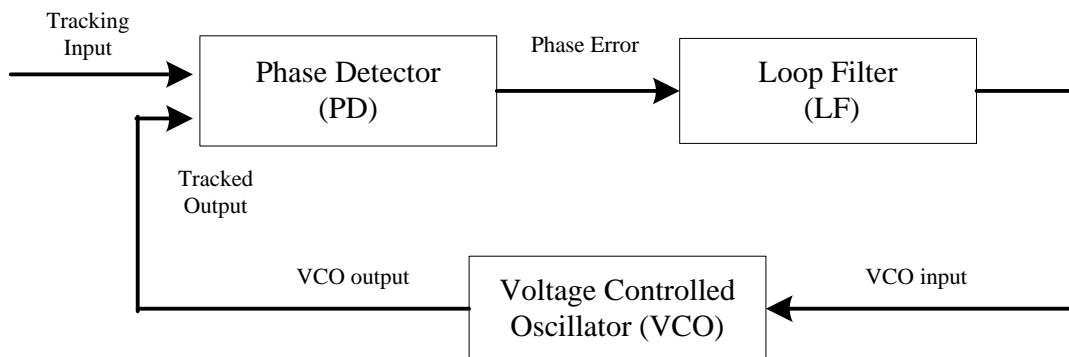 Tracking
Input
Phase Detector
(PD)
Phase Error
Loop Filter
(LF)
Tracked
Output
VCO output
Voltage Controlled
Oscillator (VCO)
VCO input